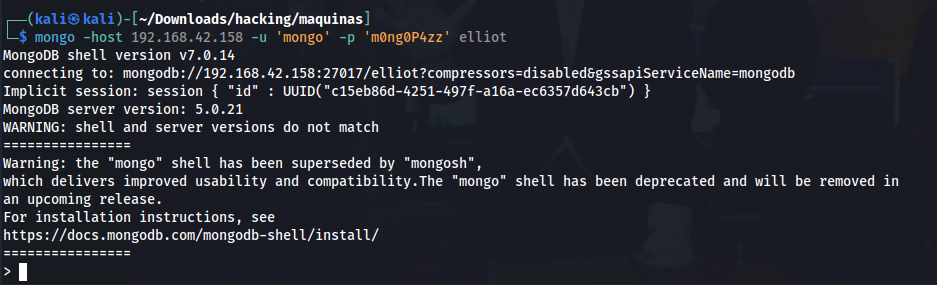 ┌──(kali㉿kali)-[~/Downloads/hacking/maquinas]
└─$ mongo -host 192.168.42.158 -u 'mongo' -p 'm0ng0P4zz' elliot
MongoDB shell version v7.0.14
connecting to: mongodb://192.168.42.158:27017/elliot?compressors=disabled&gssapiServiceName=mongodb
Implicit session: session { "id" : UUID("c15eb86d-4251-497f-a16a-ec6357d643cb") }
MongoDB server version: 5.0.21
WARNING: shell and server versions do not match
================
Warning: the "mongo" shell has been superseded by "mongosh",
which delivers improved usability and compatibility.The "mongo" shell has been deprecated and will be removed in
an upcoming release.
For installation instructions, see
https://docs.mongodb.com/mongodb-shell/install/
================
>